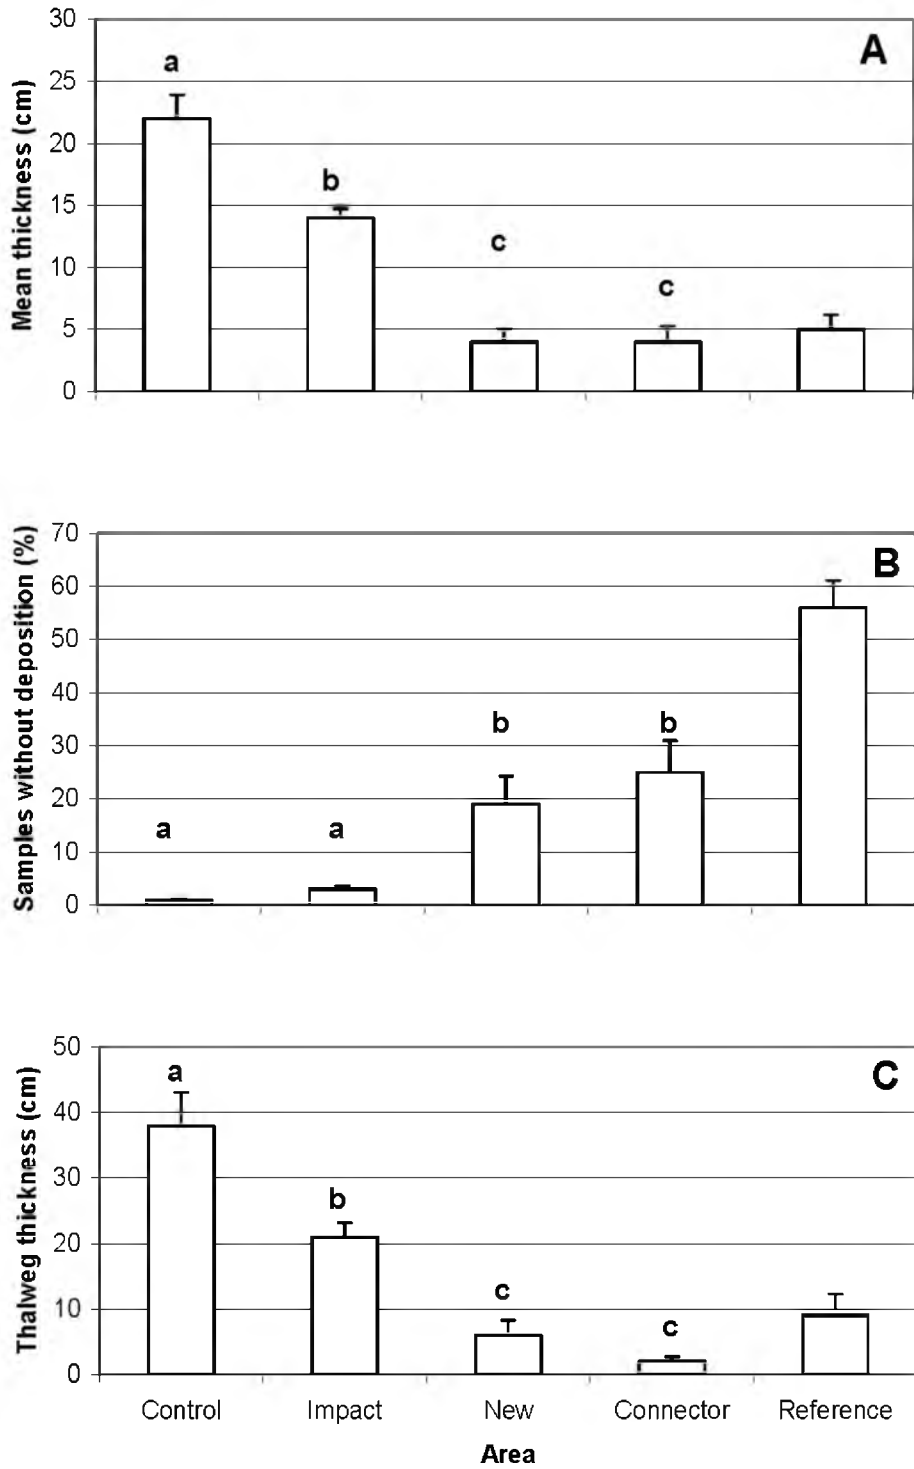 A
Mean thickness (cm)
30
25
20
15
10
5
0
a
b
c
c
B
Samples without deposition (%)
70
60
50
40
30
20
10
0
a
a
b
b
C
Thalweg thickness (cm)
50
40
30
20
10
0
a
b
c
c
Control Impact New Connector Reference
Area